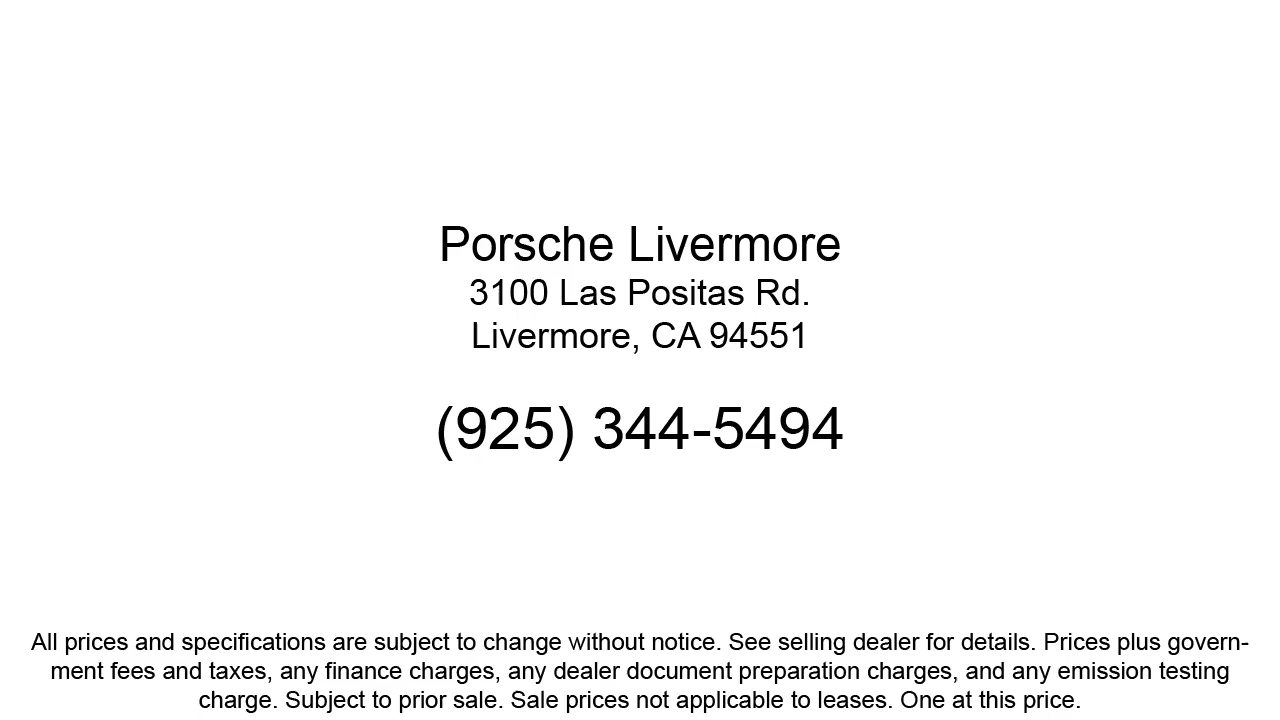 Porsche Livermore
3100 Las Positas Rd.
Livermore, CA 94551
(925) 344-5494
All prices and specifications are subject to change without notice. See selling dealer for details. Prices plus govern-
ment fees and taxes, any finance charges, any dealer document preparation charges, and any emission testing
charge. Subject to prior sale. Sale prices not applicable to leases. One at this price.